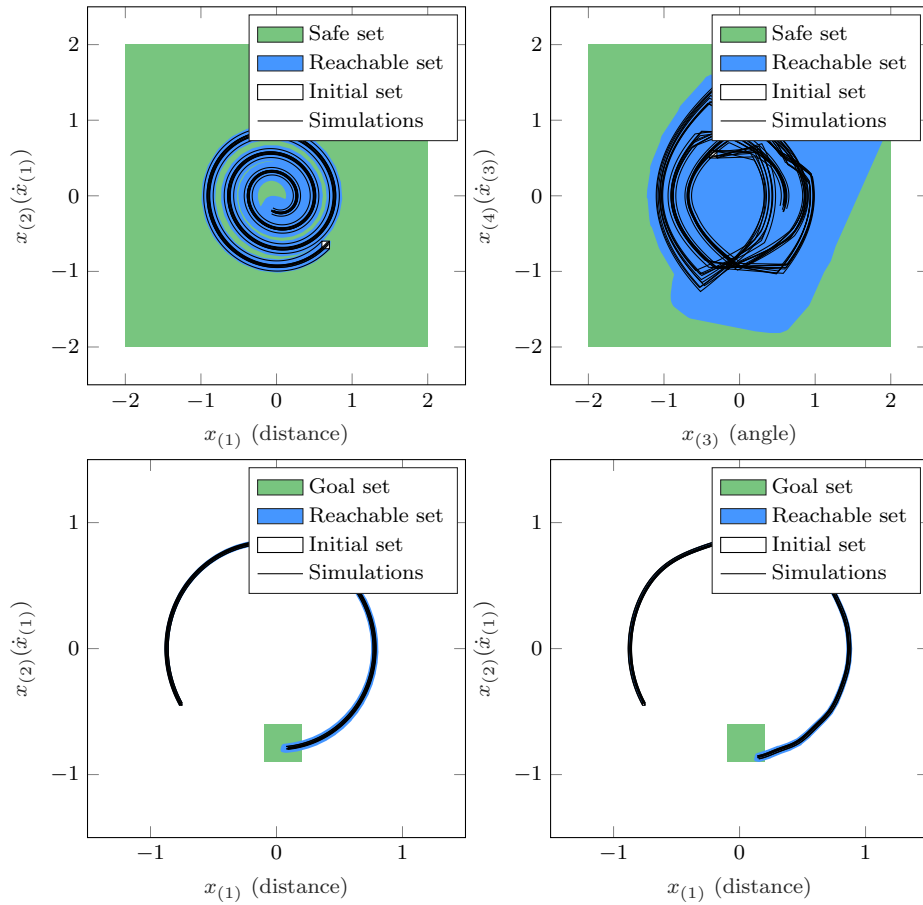 2
1
0
−1
−2
−2
−1
0
1
2
x(1) (distance)
x(2)(ẋ(1))
Safe set
Reachable set
Initial set
Simulations
2
1
0
−1
−2
−2
−1
0
1
2
x(3) (angle)
x(4)(ẋ(3))
Safe set
Reachable set
Initial set
Simulations
1
0
−1
−1
0
1
x(1) (distance)
x(2)(ẋ(1))
Goal set
Reachable set
Initial set
Simulations
1
0
−1
−1
0
1
x(1) (distance)
x(2)(ẋ(1))
Goal set
Reachable set
Initial set
Simulations